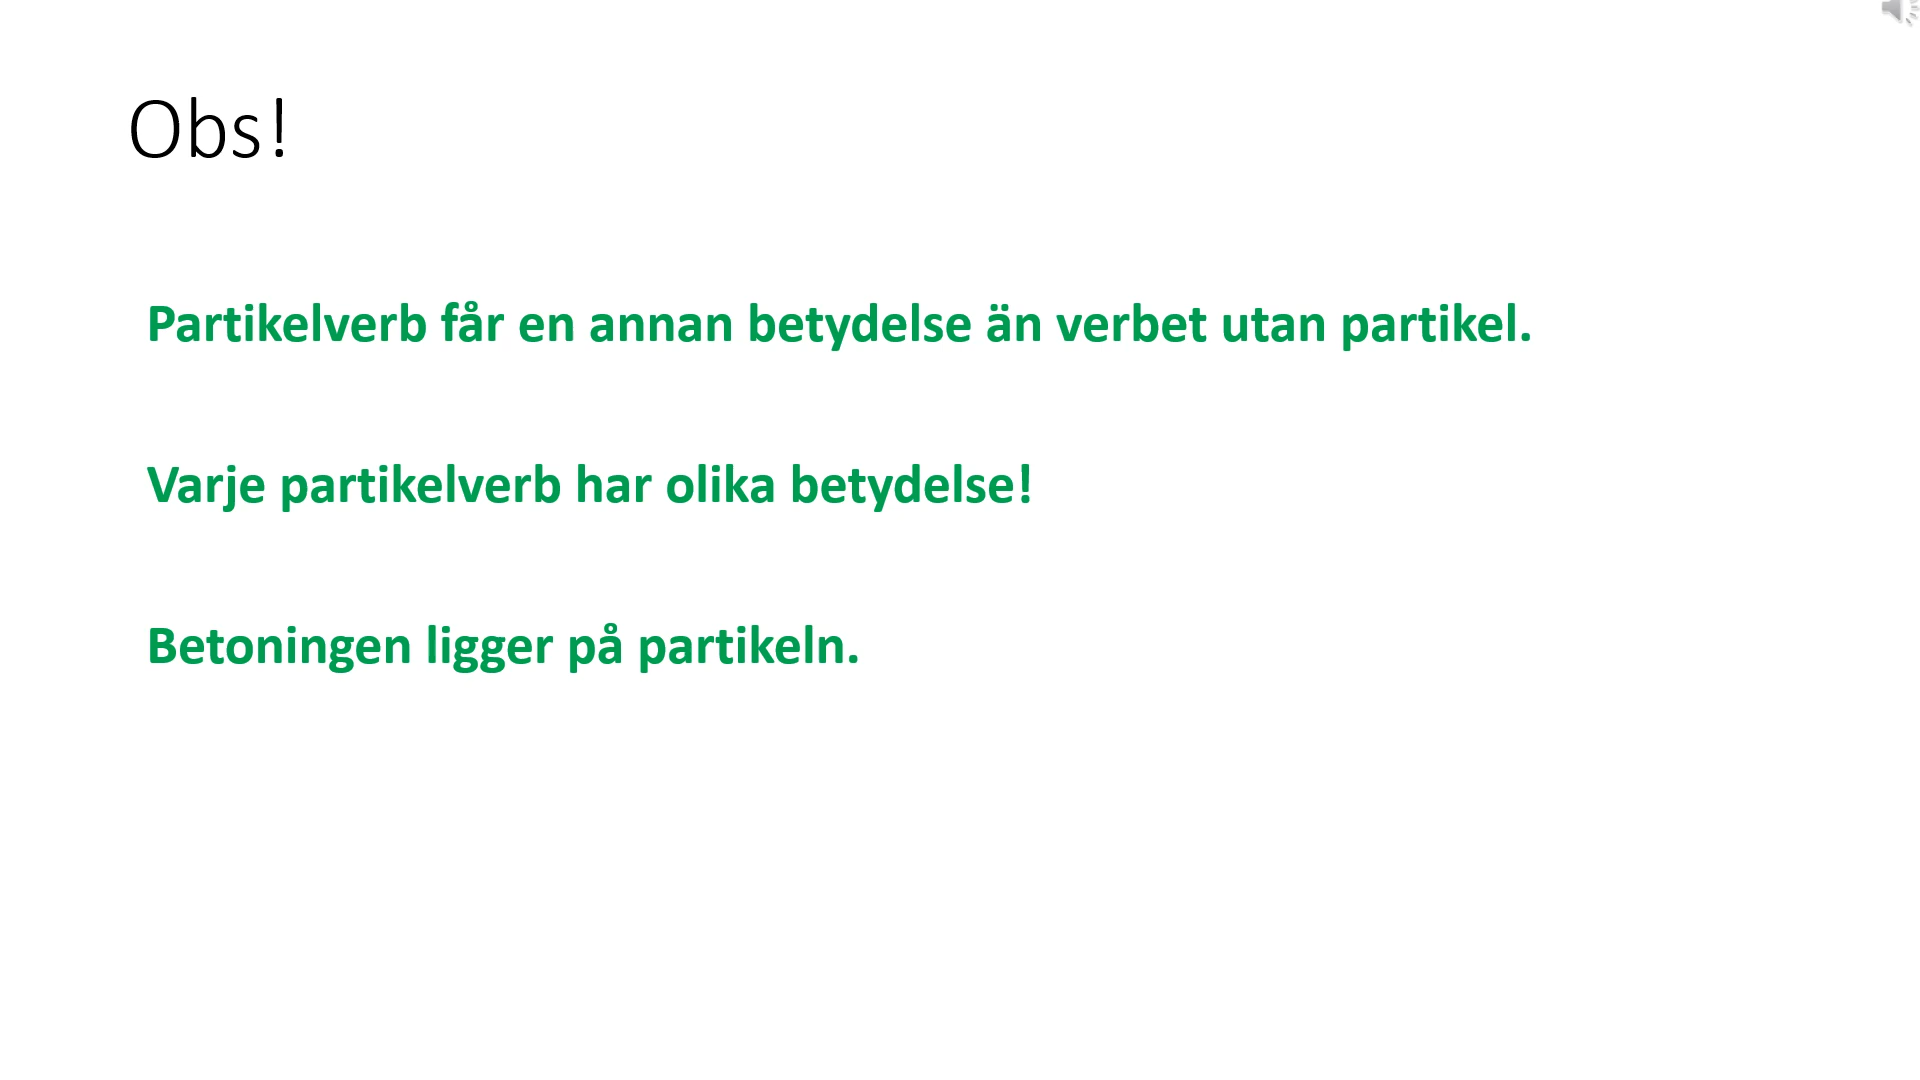 Obs!
Partikelverb får en annan betydelse än verbet utan partikel.
Varje partikelverb har olika betydelse!
Betoningen ligger på partikeln.